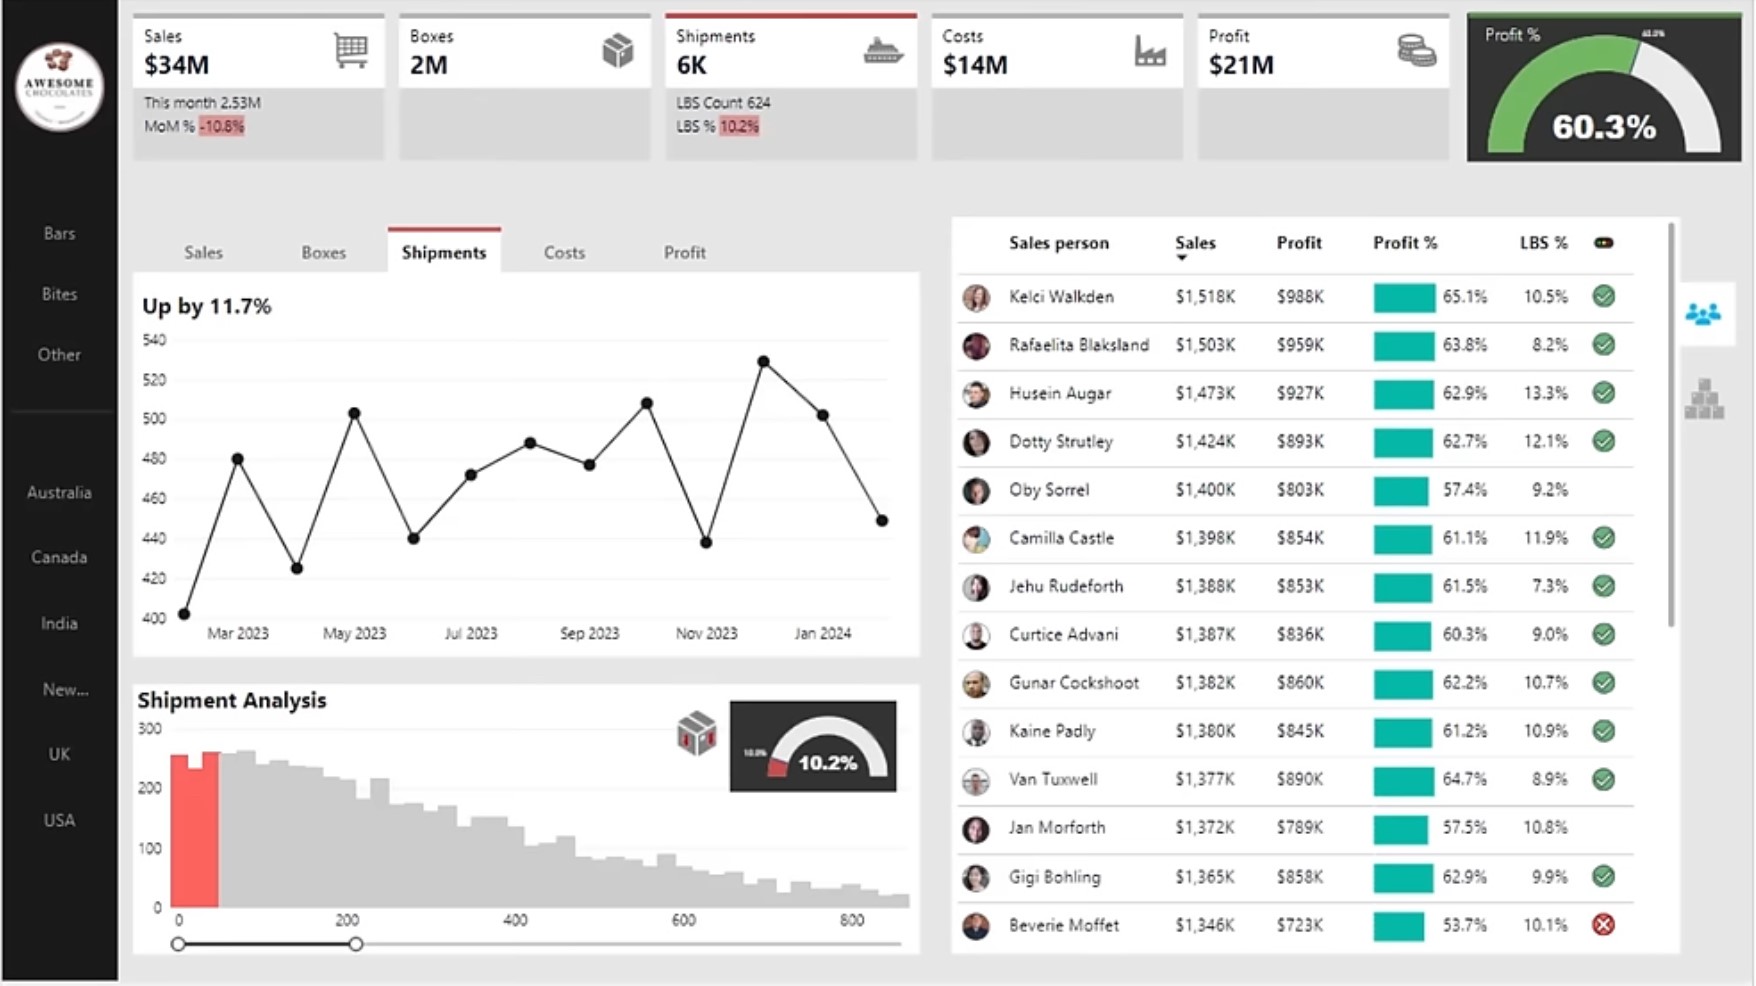 AWESOME
CHOCOLATES
Bars
Bites
Other
Australia
Canada
India
New...
UK
USA
Sales
$34M
This month 2.53M
MoM % -10.8%
Boxes
2M
Shipments
6K
LBS Count 624
LBS % 10.2%
Costs
$14M
Profit
$21M
Profit %
60.0%
60.3%
Sales Boxes Shipments Costs Profit
Up by 11.7%
540
520
500
480
460
440
420
400
Mar 2023 May 2023 Jul 2023 Sep 2023 Nov 2023 Jan 2024
Shipment Analysis
10.0%
10.2%
300
200
100
0
0 200 400 600 800
Sales person Sales Profit Profit % LBS %
Kelci Walkden $1,518K $988K 65.1% 10.5%
Rafaelita Blaksland $1,503K $959K 63.8% 8.2%
Husein Augar $1,473K $927K 62.9% 13.3%
Dotty Strutley $1,424K $893K 62.7% 12.1%
Oby Sorrel $1,400K $803K 57.4% 9.2%
Camilla Castle $1,398K $854K 61.1% 11.9%
Jehu Rudeforth $1,388K $853K 61.5% 7.3%
Curtice Advani $1,387K $836K 60.3% 9.0%
Gunar Cockshoot $1,382K $860K 62.2% 10.7%
Kaine Padly $1,380K $845K 61.2% 10.9%
Van Tuxwell $1,377K $890K 64.7% 8.9%
Jan Morforth $1,372K $789K 57.5% 10.8%
Gigi Bohling $1,365K $858K 62.9% 9.9%
Beverie Moffet $1,346K $723K 53.7% 10.1%